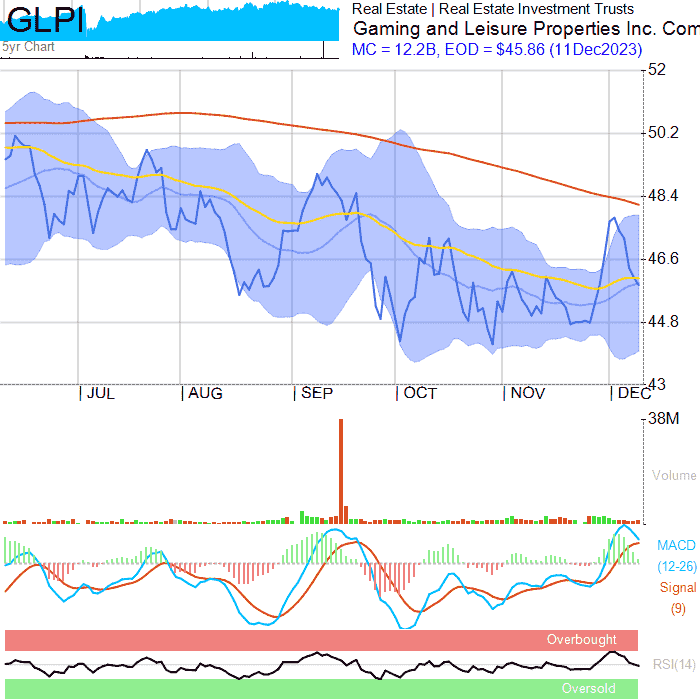 GLPI
5yr Chart
Real Estate | Real Estate Investment Trusts
Gaming and Leisure Properties Inc. Com
MC = 12.2B, EOD = $45.86 (11Dec2023)
52
50.2
48.4
46.6
44.8
43
JUL AUG SEP OCT NOV DEC
38M
Volume
MACD
(12-26)
Signal
(9)
Overbought
RSI(14)
Oversold